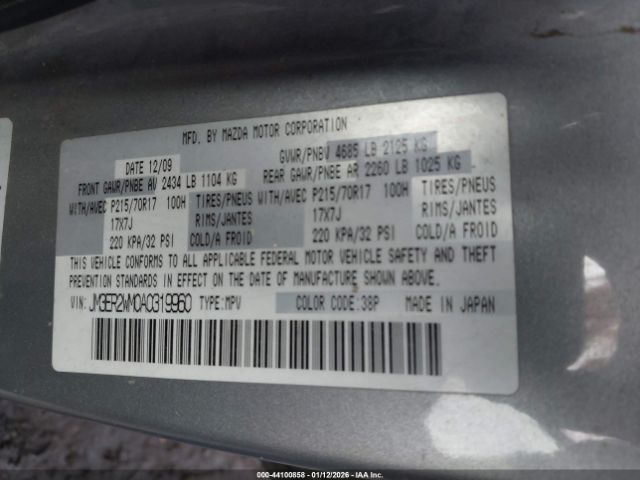 MFD. BY MAZDA MOTOR CORPORATION
DATE 12/09 GVWR/PNBV 4685 LB 2125 KG
FRONT GAWR/PNBE AV 2434 LB 1104 KG REAR GAWR/PNBE AR 2260 LB 1025 KG
WITH/AVEC P215/70R17 100H TIRES/PNEUS WITH/AVEC P215/70R17 100H TIRES/PNEUS
17X7J RIMS/JANTES 17X7J RIMS/JANTES
220 KPA/32 PSI COLD/A FROID 220 KPA/32 PSI COLD/A FROID
THIS VEHICLE CONFORMS TO ALL APPLICABLE FEDERAL MOTOR VEHICLE SAFETY AND THEFT
PREVENTION STANDARDS IN EFFECT ON THE DATE OF MANUFACTURE SHOWN ABOVE.
VIN: JM3ER2WM0A0319960 TYPE: MPV COLOR CODE: 38P MADE IN JAPAN
000-44100858 - 01/12/2026 - IAAI.com